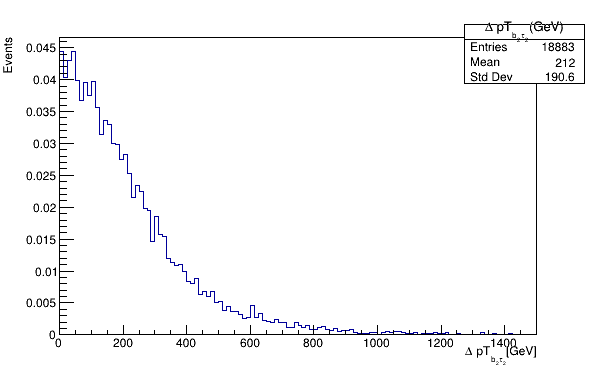 Δ pT b₂τ₂ (GeV)
Entries 18883
Mean 212
Std Dev 190.6
Events
0.045
0.04
0.035
0.03
0.025
0.02
0.015
0.01
0.005
0
0 200 400 600 800 1000 1200 1400
Δ pT b₂τ₂ [GeV]